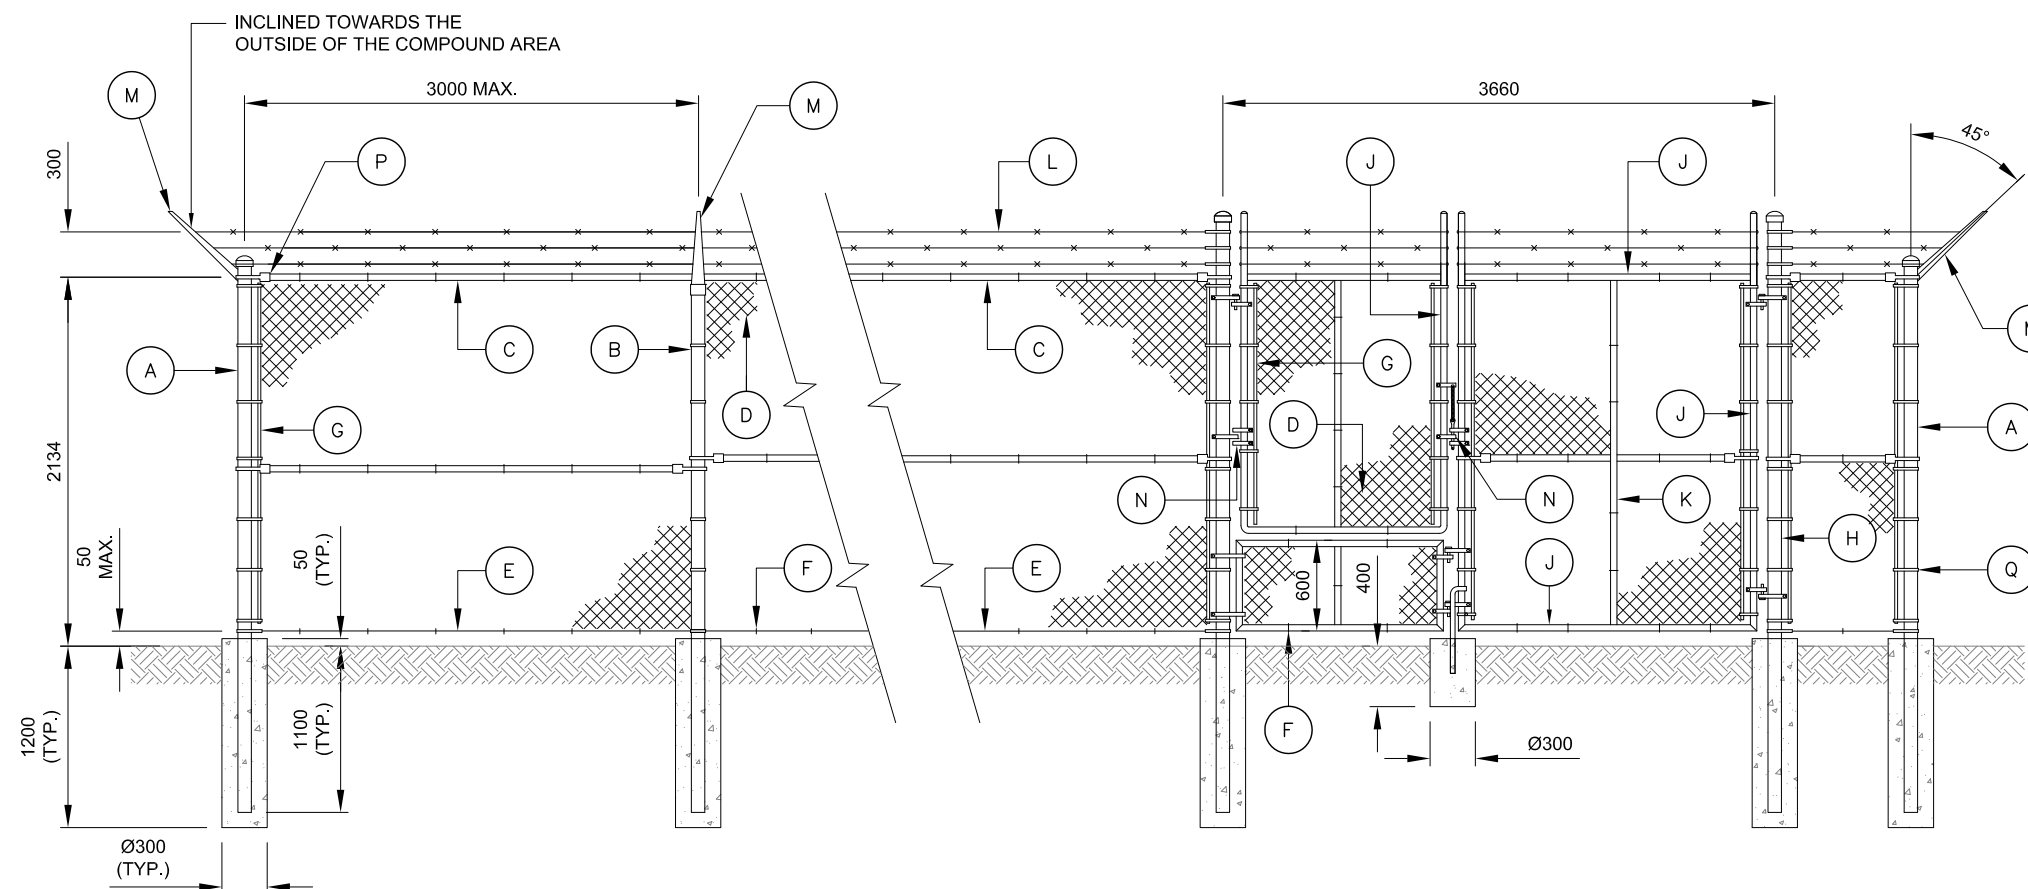 INCLINED TOWARDS THE
OUTSIDE OF THE COMPOUND AREA
M
3000 MAX.
M
3660
45°
300
P
L
J
J
A
C
B
C
G
J
G
D
D
J
A
2134
N
N
K
50
MAX.
50
(TYP.)
E
F
E
600
400
J
H
Q
1200
(TYP.)
1100
(TYP.)
F
Ø300
Ø300
(TYP.)